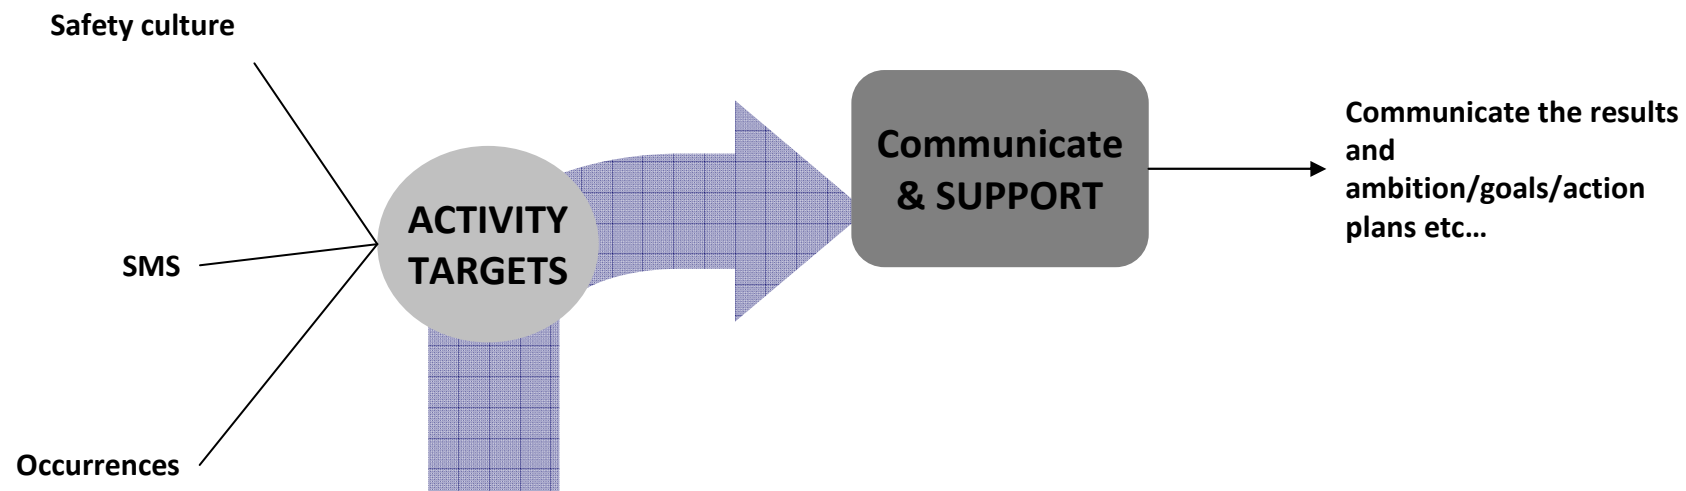 Safety culture
SMS
Occurrences
ACTIVITY
TARGETS
Communicate
& SUPPORT
Communicate the results
and
ambition/goals/action
plans etc…